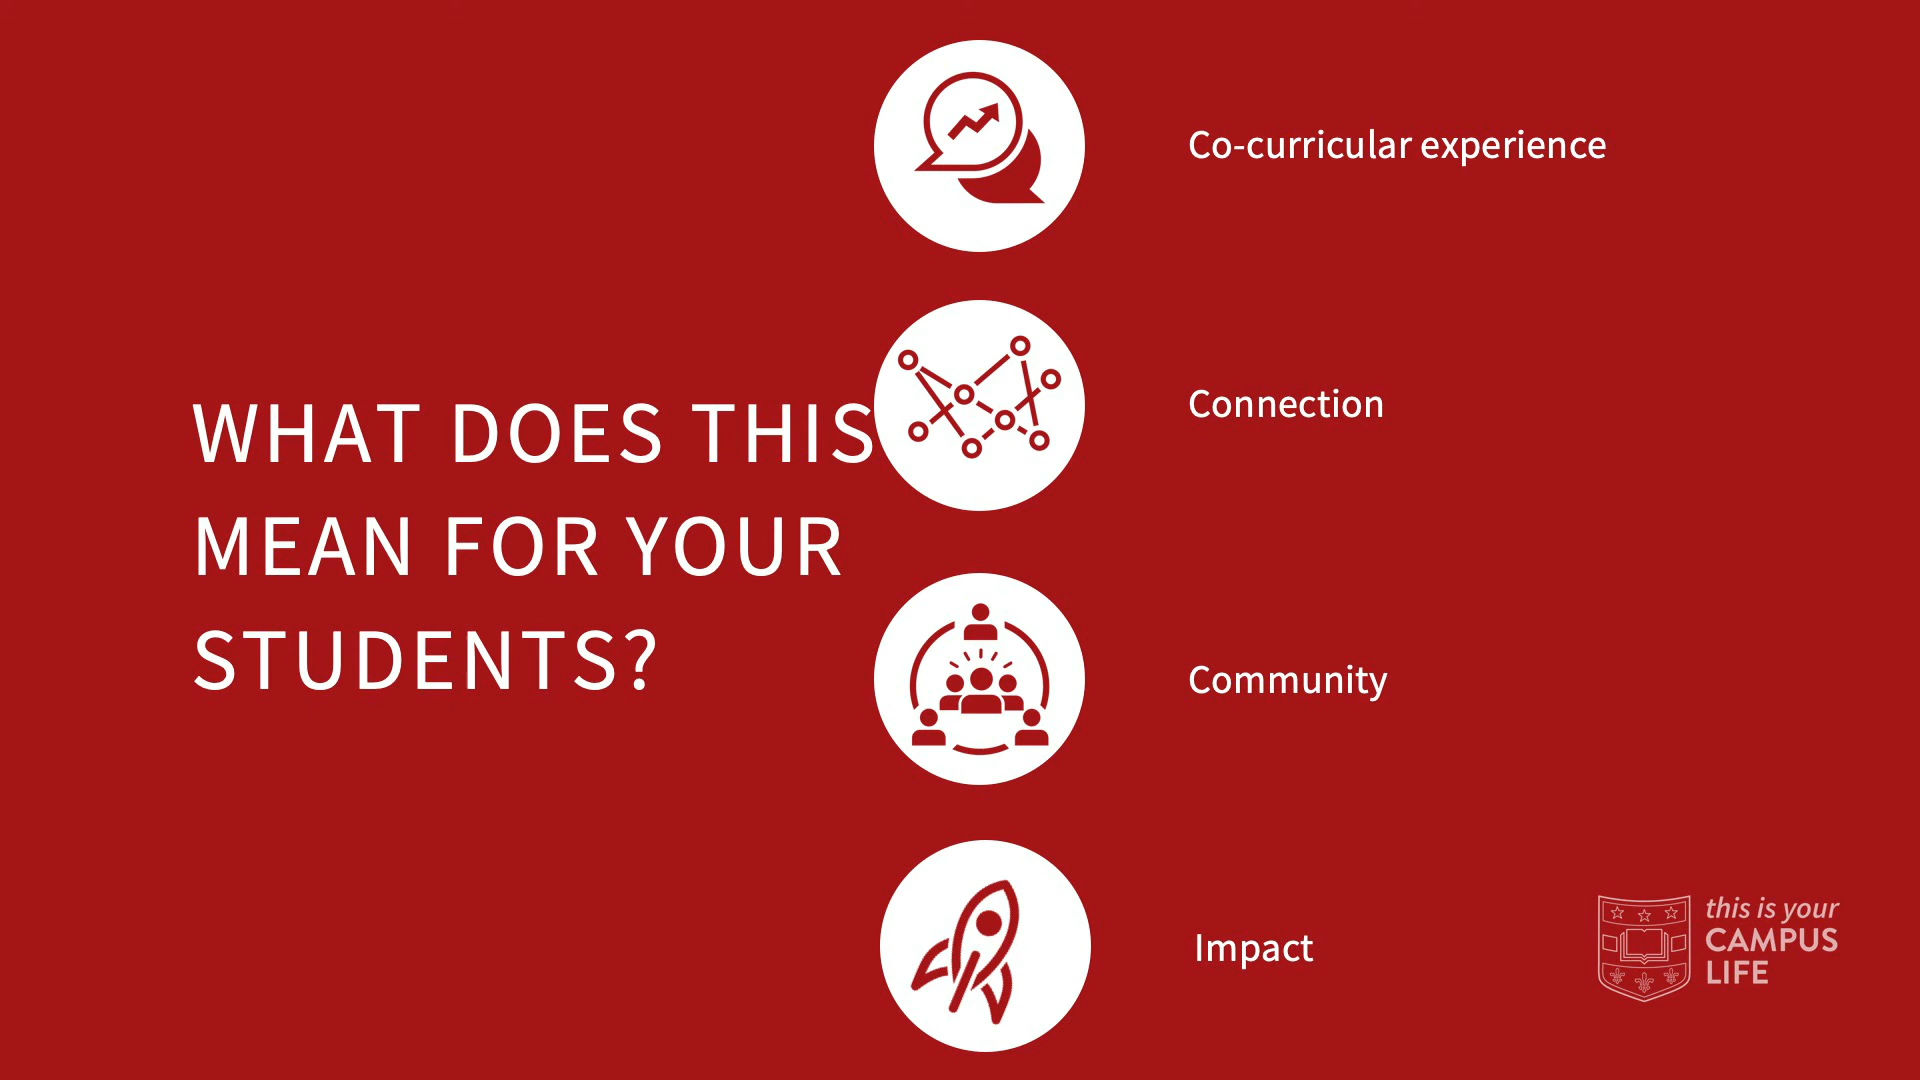 WHAT DOES THIS
MEAN FOR YOUR
STUDENTS?
Co-curricular experience
Connection
Community
Impact
this is your
CAMPUS
LIFE